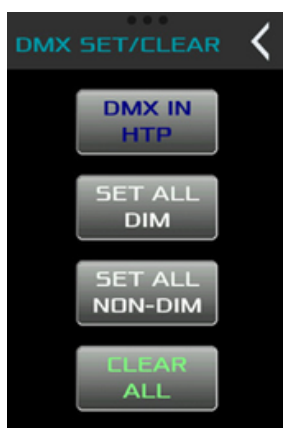 DMX SET/CLEAR
DMX IN
HTP
SET ALL
DIM
SET ALL
NON-DIM
CLEAR
ALL